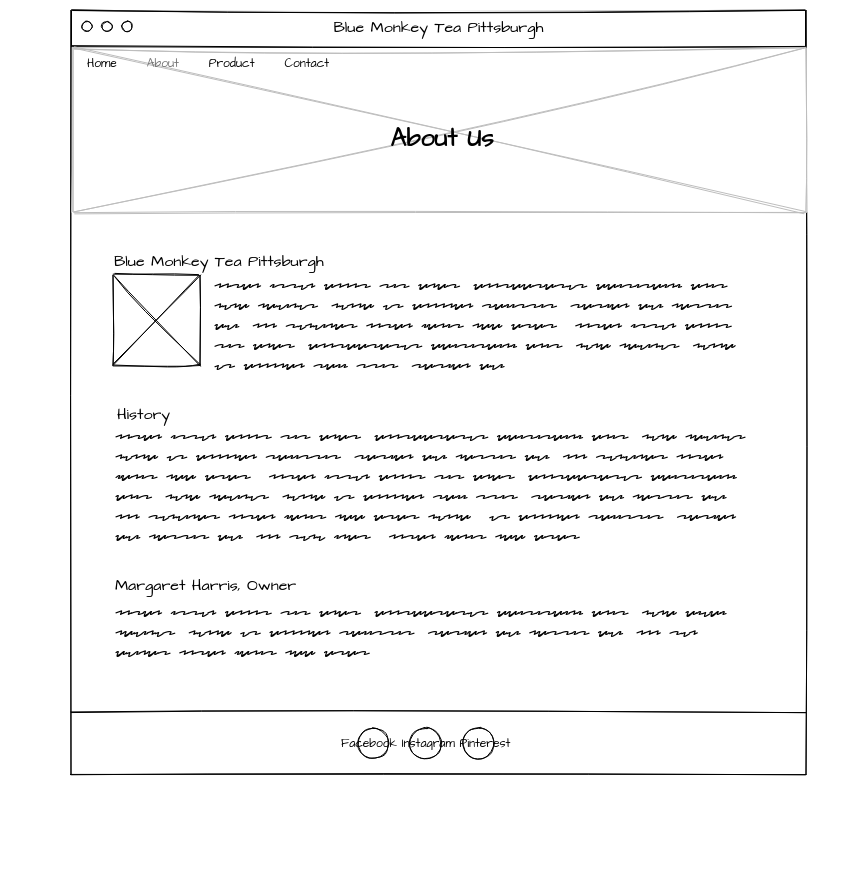 Blue Monkey Tea Pittsburgh
Home About Product Contact
About Us
Blue Monkey Tea Pittsburgh
History
Margaret Harris, Owner
Facebook Instagram Pinterest